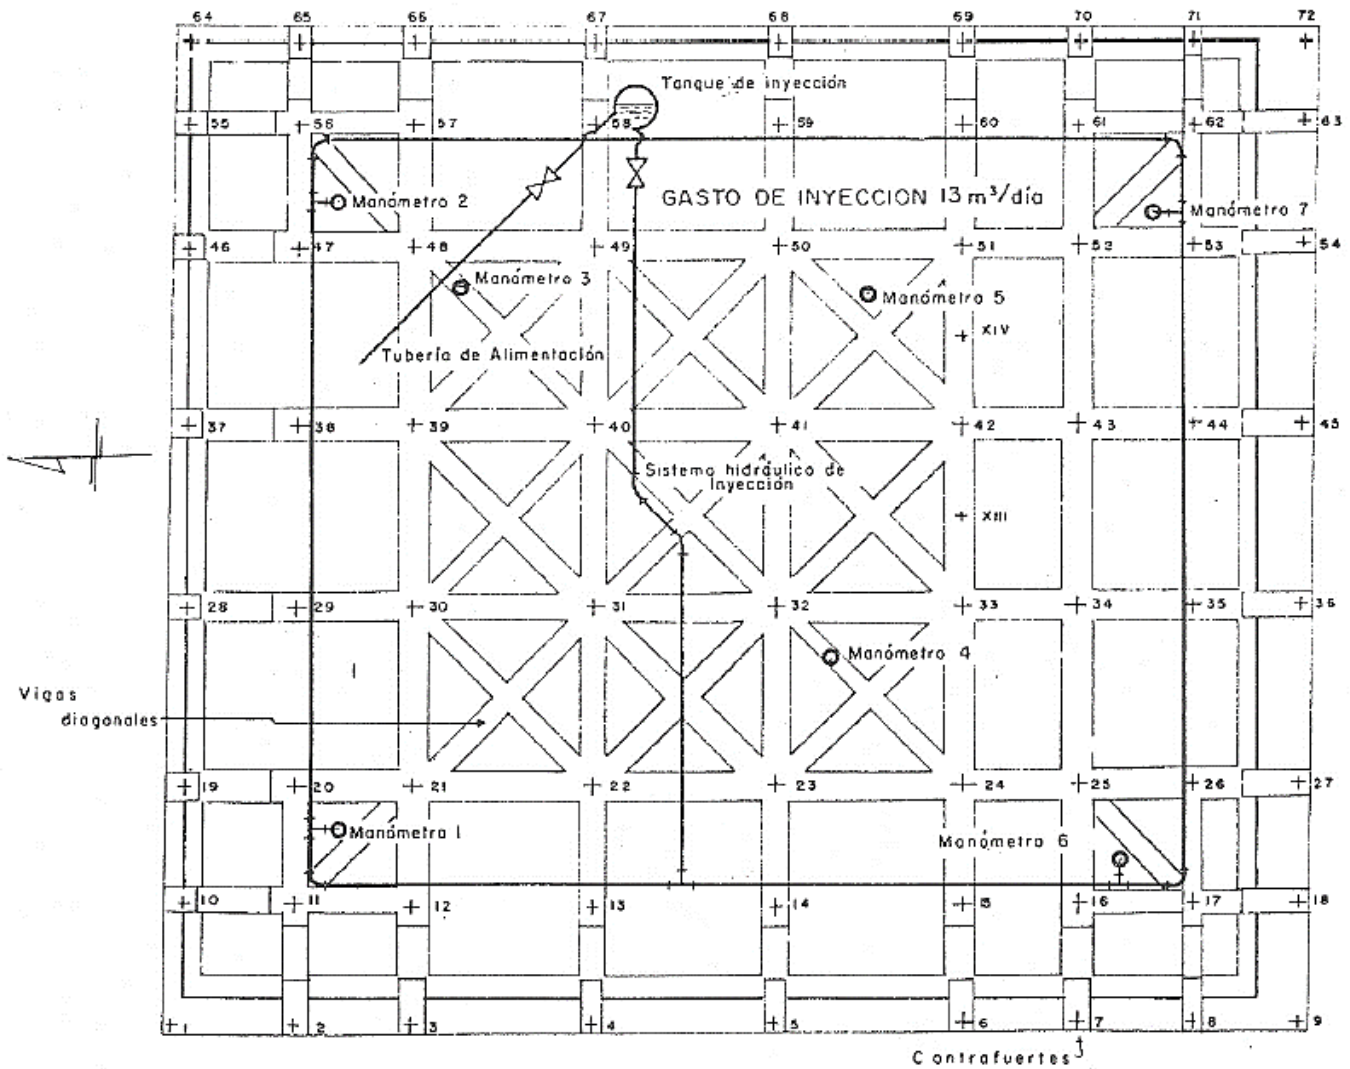 64 65 66 67 68 69 70 71 72
Tanque de inyección
55 56 57 58 59 60 61 62 63
GASTO DE INYECCION 13 m³/día
Manómetro 2
Manómetro 7
46 47 48 49 50 51 52 53 54
Manómetro 3
Manómetro 5
XIV
Tubería de Alimentación
37 38 39 40 41 42 43 44 45
Sistema hidráulico de
Inyección
XIII
28 29 30 31 32 33 34 35 36
Manómetro 4
1
Vigas
diagonales
19 20 21 22 23 24 25 26 27
Manómetro 1
Manómetro 6
10 11 12 13 14 15 16 17 18
1 2 3 4 5 6 7 8 9
Contrafuertes